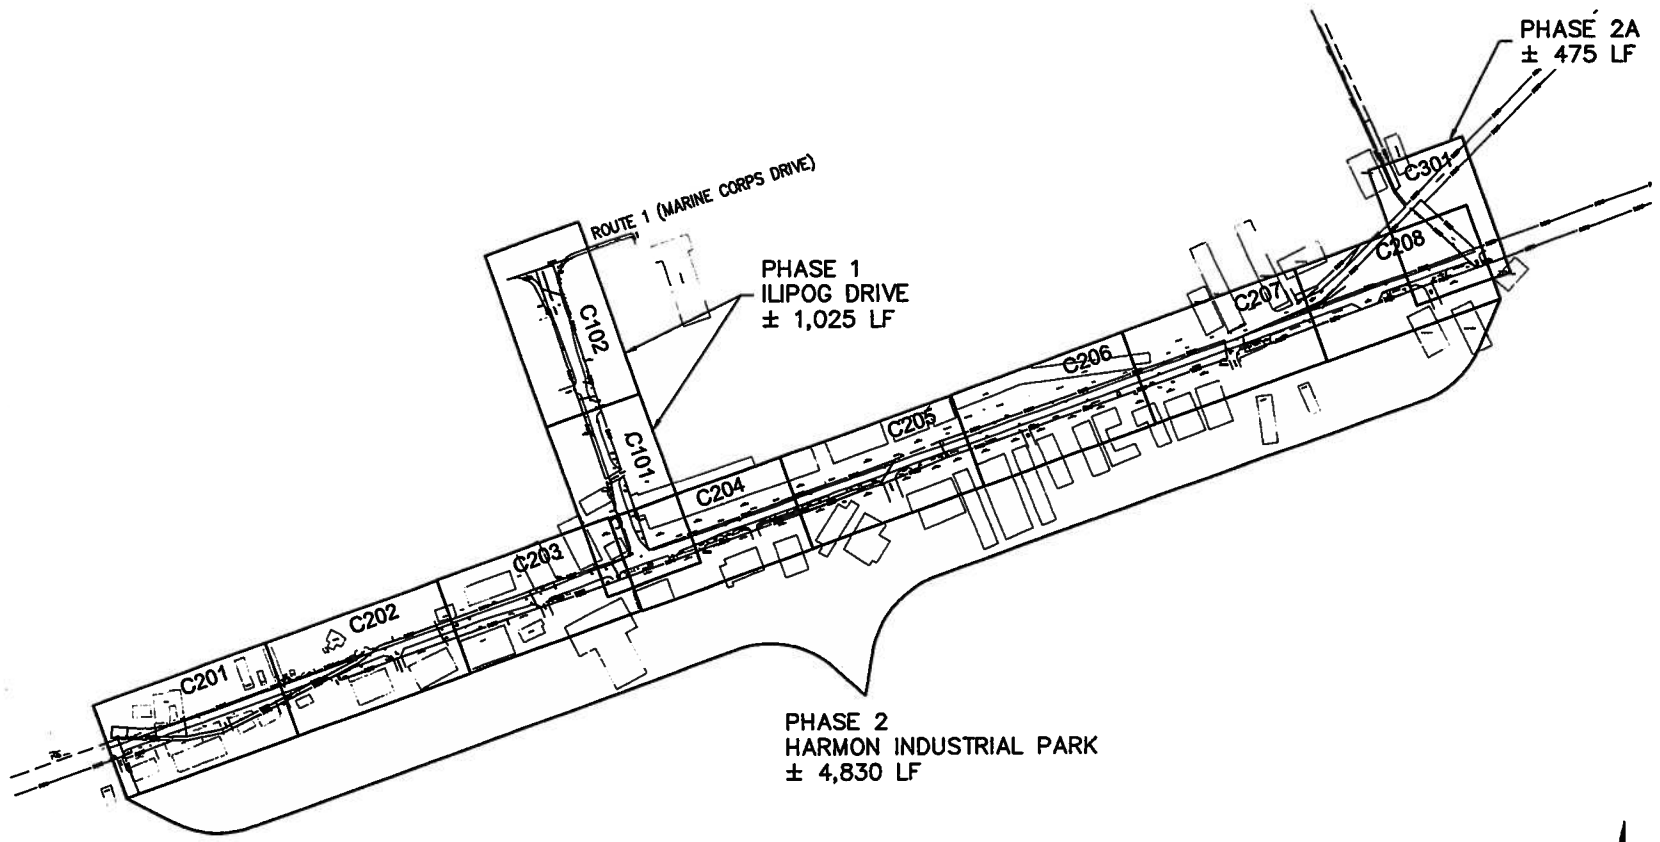 PHASE 2A
± 475 LF
C301
ROUTE 1 (MARINE CORPS DRIVE)
C208
PHASE 1
ILIPOG DRIVE
± 1,025 LF
C207
C102
C206
C205
C101
C204
C203
C202
C201
PHASE 2
HARMON INDUSTRIAL PARK
± 4,830 LF